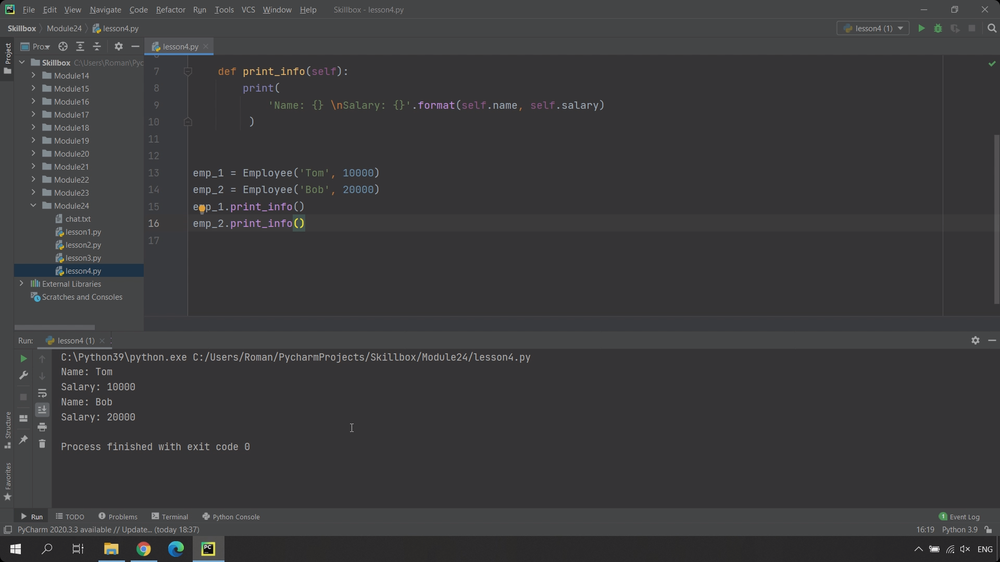 File Edit View Navigate Code Refactor Run Tools VCS Window Help Skillbox - lesson4.py
Skillbox Module24 lesson4.py lesson4 (1)
Project
Pro... lesson4.py
Skillbox C:\Users\Roman\Pyc
Module14
Module15
Module16
Module17
Module18
Module19
Module20
Module21
Module22
Module23
Module24
chat.txt
lesson1.py
lesson2.py
lesson3.py
lesson4.py
External Libraries
Scratches and Consoles
7 def print_info(self):
8 print(
9 'Name: {} \nSalary: {}'.format(self.name, self.salary)
10 )
11
12
13 emp_1 = Employee('Tom', 10000)
14 emp_2 = Employee('Bob', 20000)
15 emp_1.print_info()
16 emp_2.print_info()
17
Run: lesson4 (1)
C:\Python39\python.exe C:/Users/Roman/PycharmProjects/Skillbox/Module24/lesson4.py
Name: Tom
Salary: 10000
Name: Bob
Salary: 20000
Process finished with exit code 0
Structure
Favorites
Run TODO Problems Terminal Python Console 1 Event Log
PyCharm 2020.3.3 available // Update... (today 18:37) 16:19 Python 3.9
PC ENG